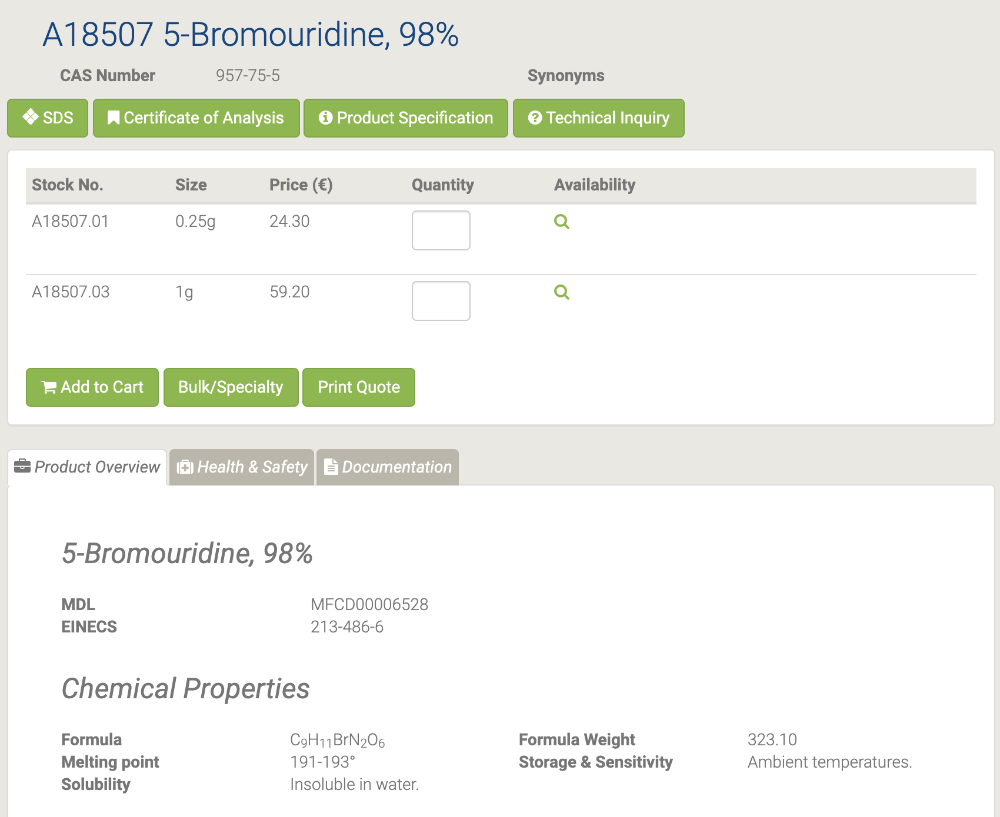 A18507 5-Bromouridine, 98%
CAS Number 957-75-5 Synonyms
SDS Certificate of Analysis Product Specification Technical Inquiry
Stock No. Size Price (€) Quantity Availability
A18507.01 0.25g 24.30
A18507.03 1g 59.20
Add to Cart Bulk/Specialty Print Quote
Product Overview Health & Safety Documentation
5-Bromouridine, 98%
MDL MFCD00006528
EINECS 213-486-6
Chemical Properties
Formula C₉H₁₁BrN₂O₆ Formula Weight 323.10
Melting point 191-193° Storage & Sensitivity Ambient temperatures.
Solubility Insoluble in water.